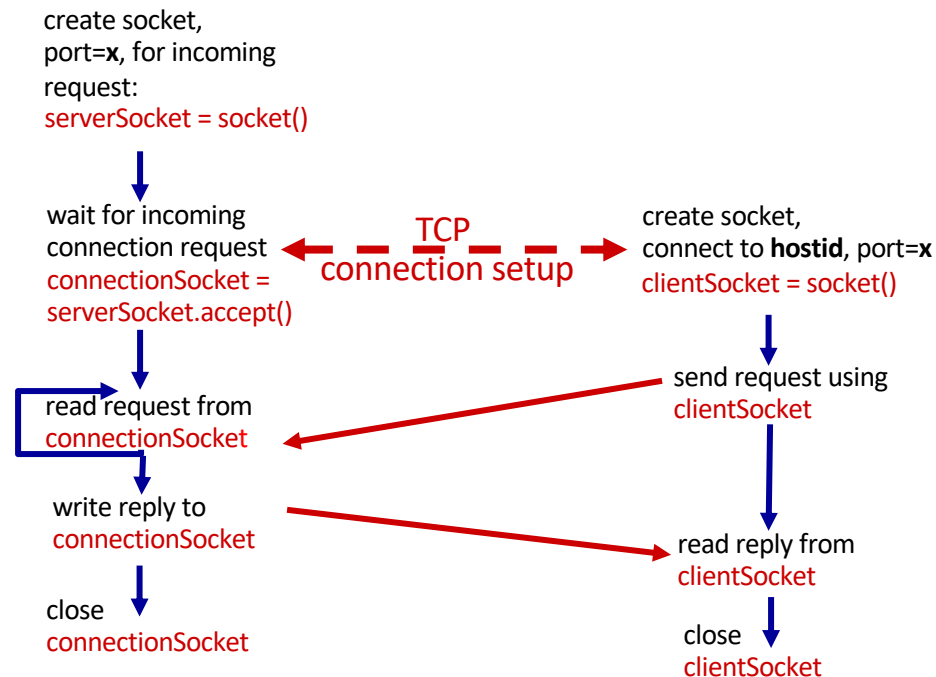 create socket,
port=x, for incoming
request:
serverSocket = socket()
wait for incoming
connection request
connectionSocket =
serverSocket.accept()
TCP
connection setup
create socket,
connect to hostid, port=x
clientSocket = socket()
read request from
connectionSocket
send request using
clientSocket
write reply to
connectionSocket
read reply from
clientSocket
close
connectionSocket
close
clientSocket